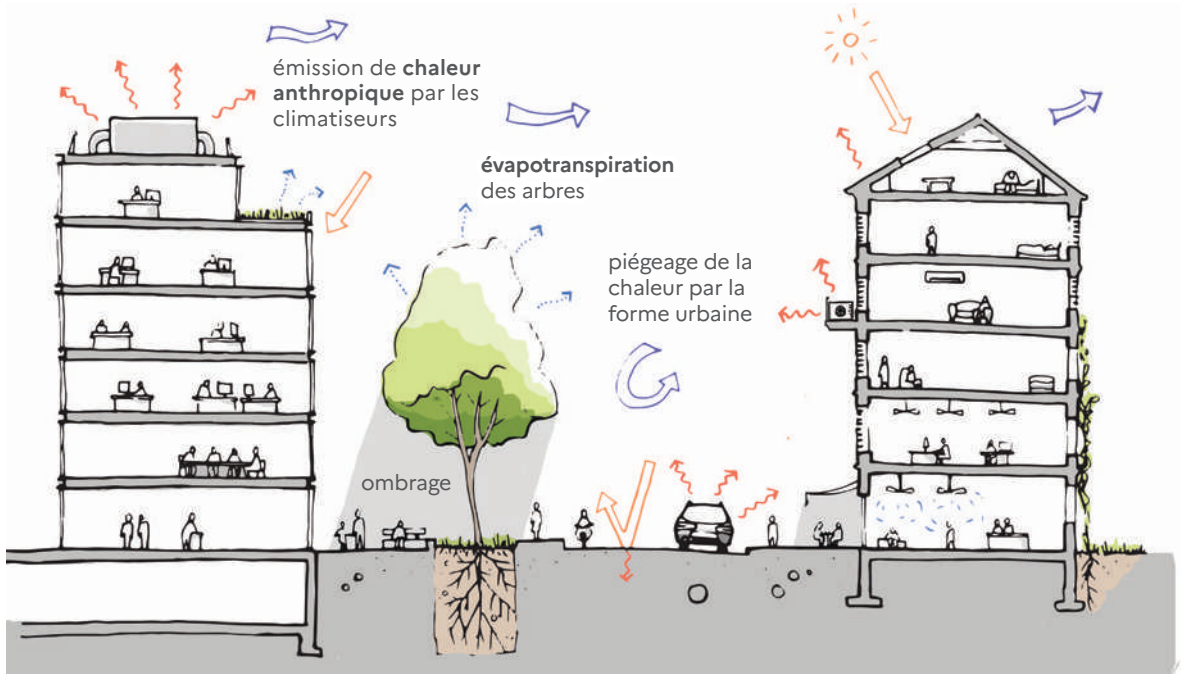 émission de chaleur
anthropique par les
climatiseurs
évapotranspiration
des arbres
piégeage de la
chaleur par la
forme urbaine
ombrage